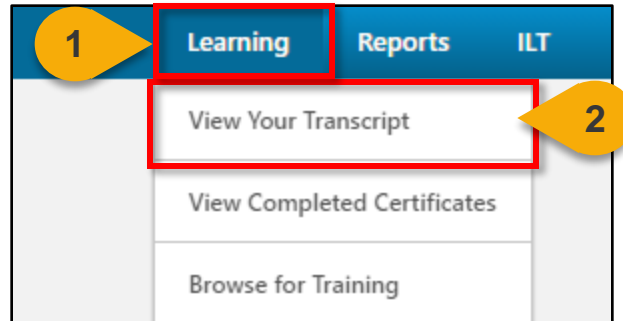 1 Learning Reports ILT
View Your Transcript 2
View Completed Certificates
Browse for Training